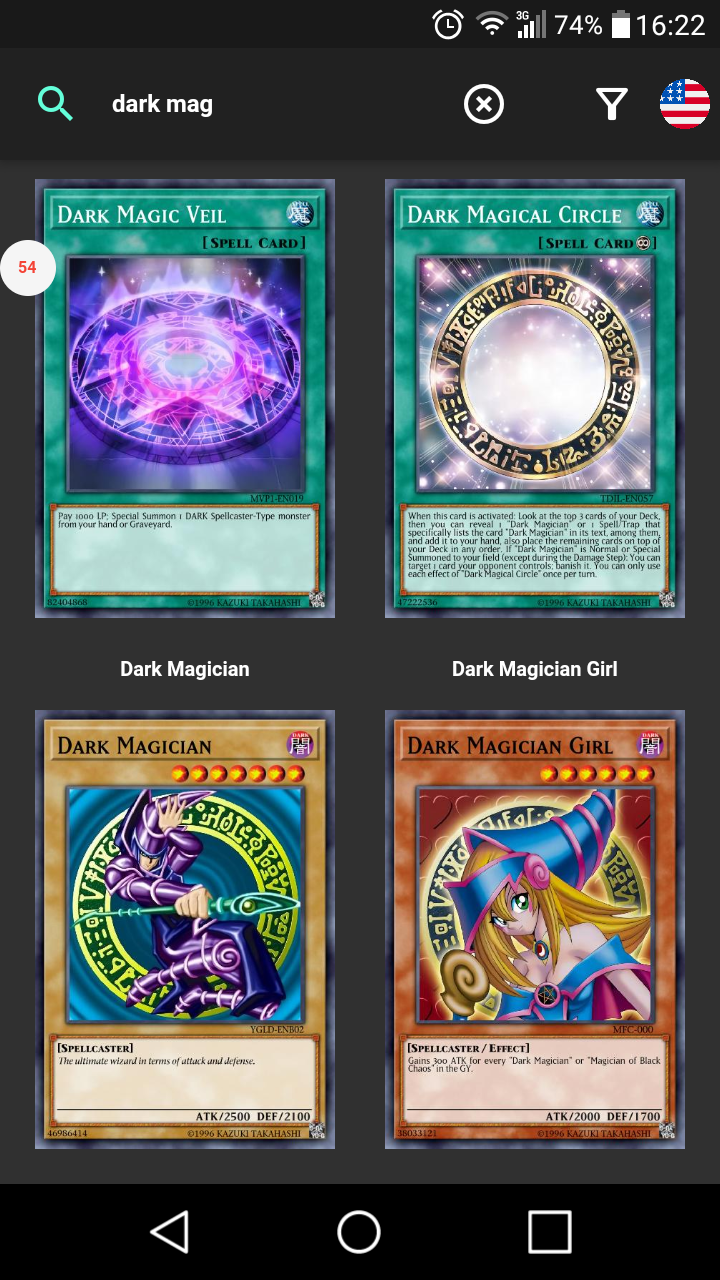 3G 74% 16:22
dark mag
DARK MAGIC VEIL
魔
[SPELL CARD]
54
MVP1-EN019
Pay 1000 LP; Special Summon 1 DARK Spellcaster-Type monster
from your hand or Graveyard.
82404868 ©1996 KAZUKI TAKAHASHI
DARK MAGICAL CIRCLE
魔
[SPELL CARD ]
TDIL-EN057
When this card is activated: Look at the top 3 cards of your Deck,
then you can reveal 1 "Dark Magician" or 1 Spell/Trap that
specifically lists the card "Dark Magician" in its text, among them,
and add it to your hand, also place the remaining cards on top of
your Deck in any order. If "Dark Magician" is Normal or Special
Summoned to your field (except during the Damage Step): You can
target 1 card your opponent controls; banish it. You can only use
each effect of "Dark Magical Circle" once per turn.
47222536 ©1996 KAZUKI TAKAHASHI
Dark Magician
DARK MAGICIAN
DARK
闇
YGLD-ENB02
[SPELLCASTER]
The ultimate wizard in terms of attack and defense.
ATK/2500 DEF/2100
46986414 ©1996 KAZUKI TAKAHASHI
Dark Magician Girl
DARK MAGICIAN GIRL
DARK
闇
MFC-000
[SPELLCASTER / EFFECT]
Gains 300 ATK for every "Dark Magician" or "Magician of Black
Chaos" in the GY.
ATK/2000 DEF/1700
38033121 ©1996 KAZUKI TAKAHASHI